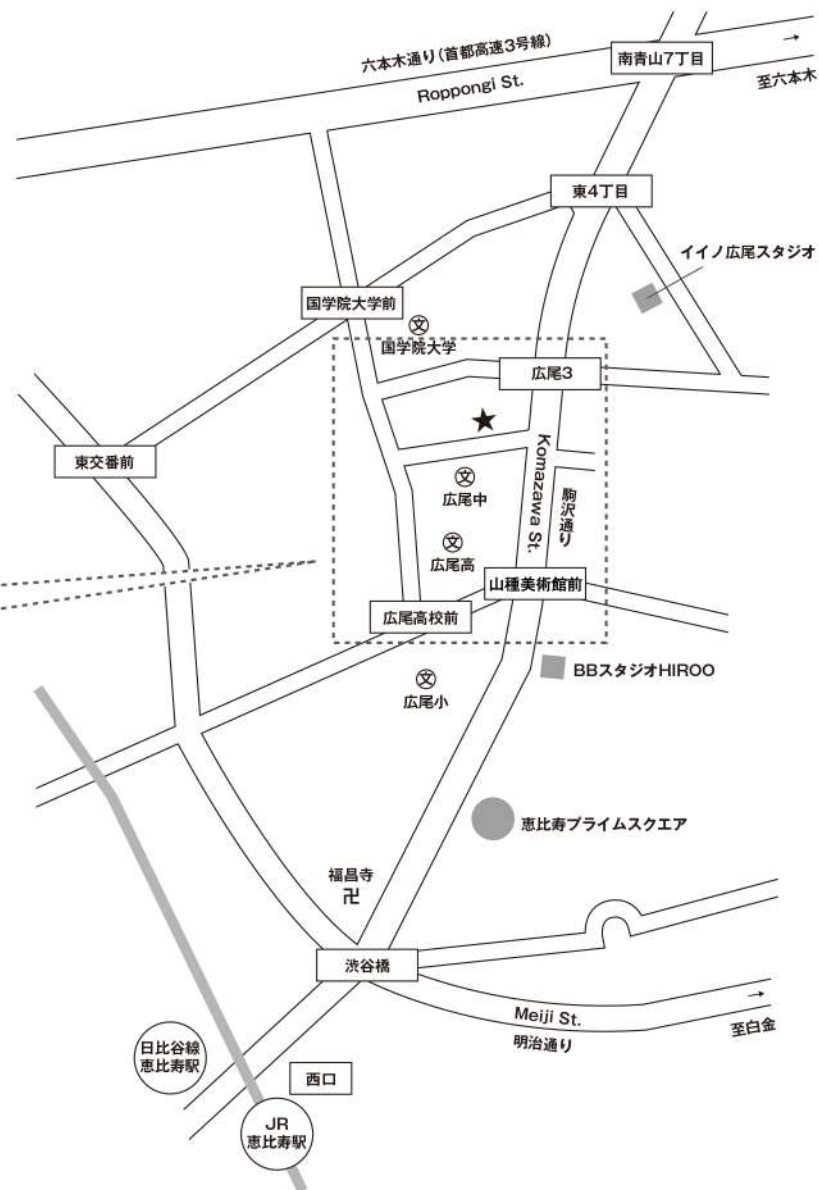 六本木通り(首都高速3号線)
Roppongi St.
南青山7丁目
→
至六本木
東4丁目
イイノ広尾スタジオ
国学院大学前
文
国学院大学
広尾3
★
東交番前
文
広尾中
Komazawa St.
駒沢通り
文
広尾高
山種美術館前
広尾高校前
BBスタジオHIROO
文
広尾小
恵比寿プライムスクエア
福昌寺
卍
渋谷橋
Meiji St.
明治通り
→
至白金
日比谷線
恵比寿駅
西口
JR
恵比寿駅